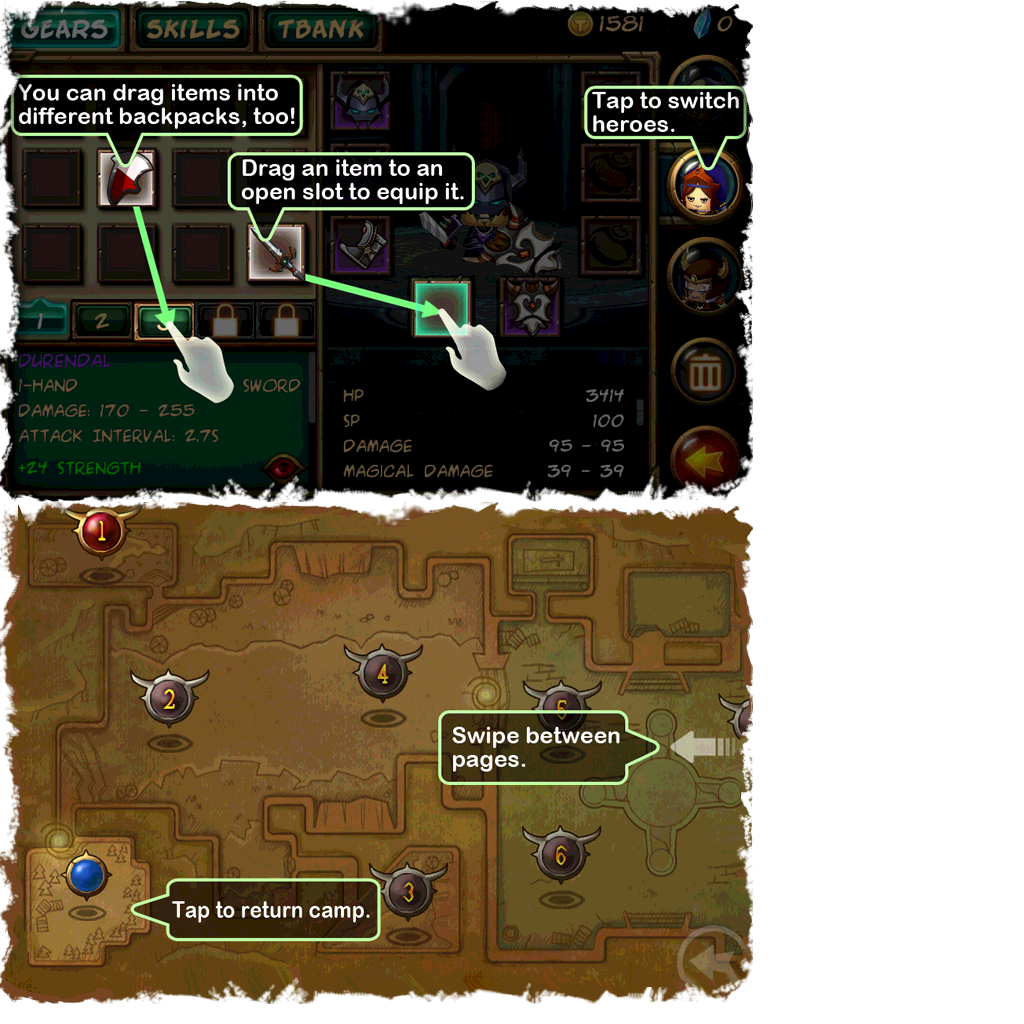 GEARS SKILLS TBANK 1581 0
You can drag items into
different backpacks, too!
Tap to switch
heroes.
Drag an item to an
open slot to equip it.
1 2 3
DURENDAL
1-HAND SWORD
DAMAGE: 170 - 255
ATTACK INTERVAL: 2.75
+24 STRENGTH
HP 3414
SP 100
DAMAGE 95 - 95
MAGICAL DAMAGE 39 - 39
1
2
4
5
Swipe between
pages.
6
3
Tap to return camp.